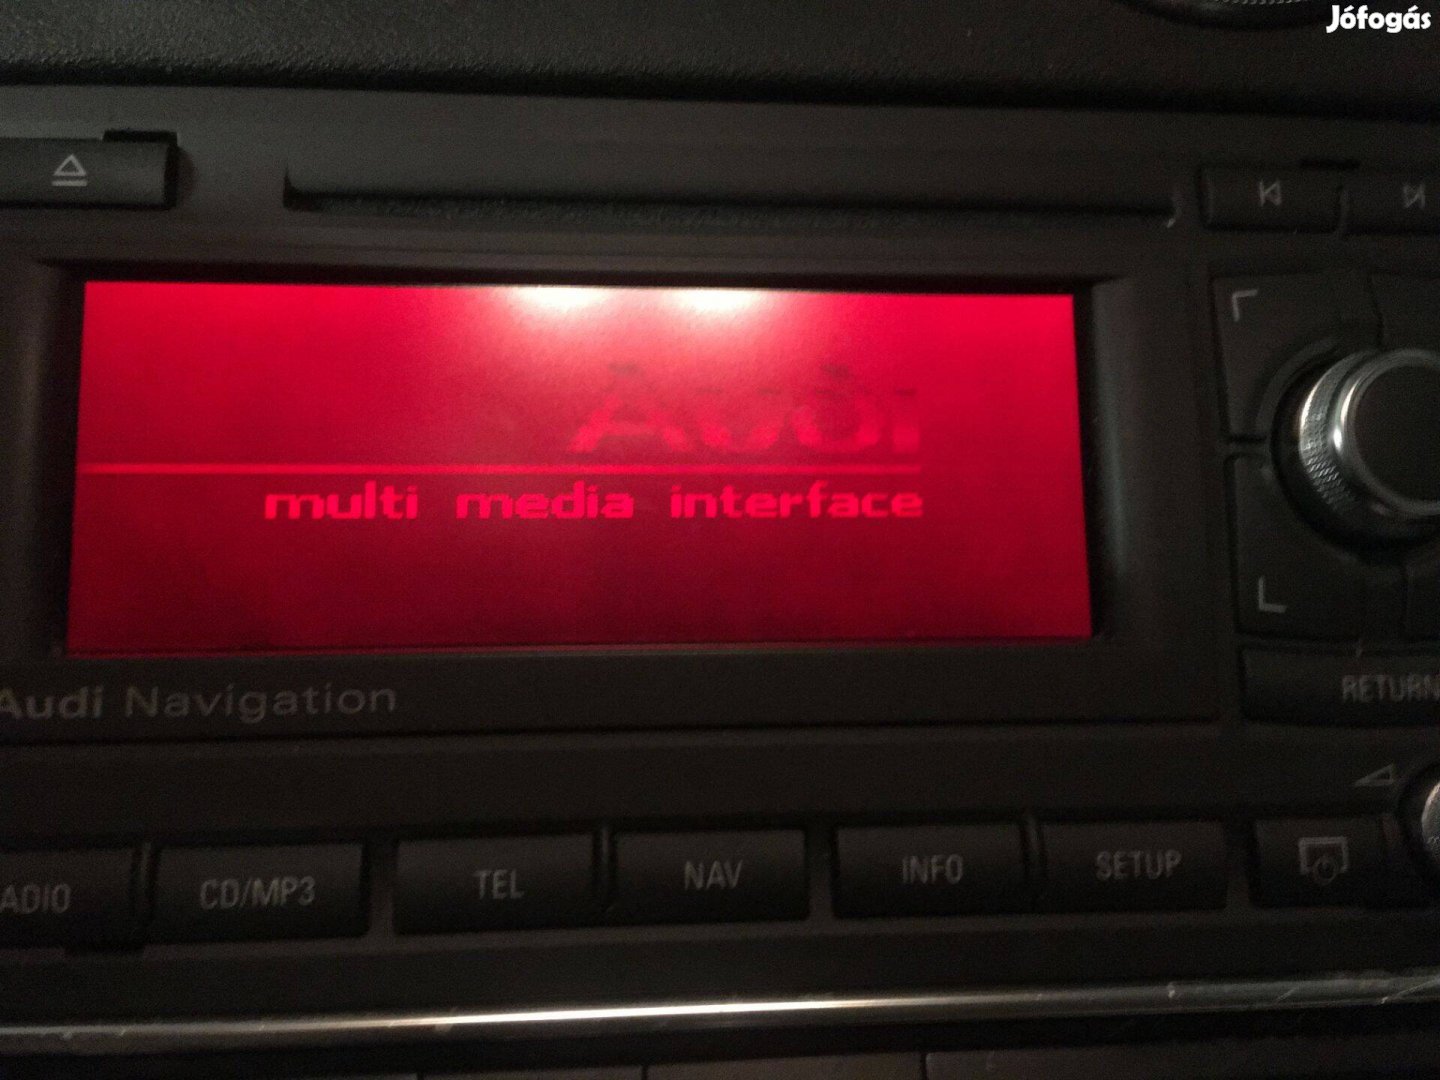 Jófogás
Audi
multi media interface
Audi Navigation
RETURN
ADIO
CD/MP3
TEL
NAV
INFO
SETUP